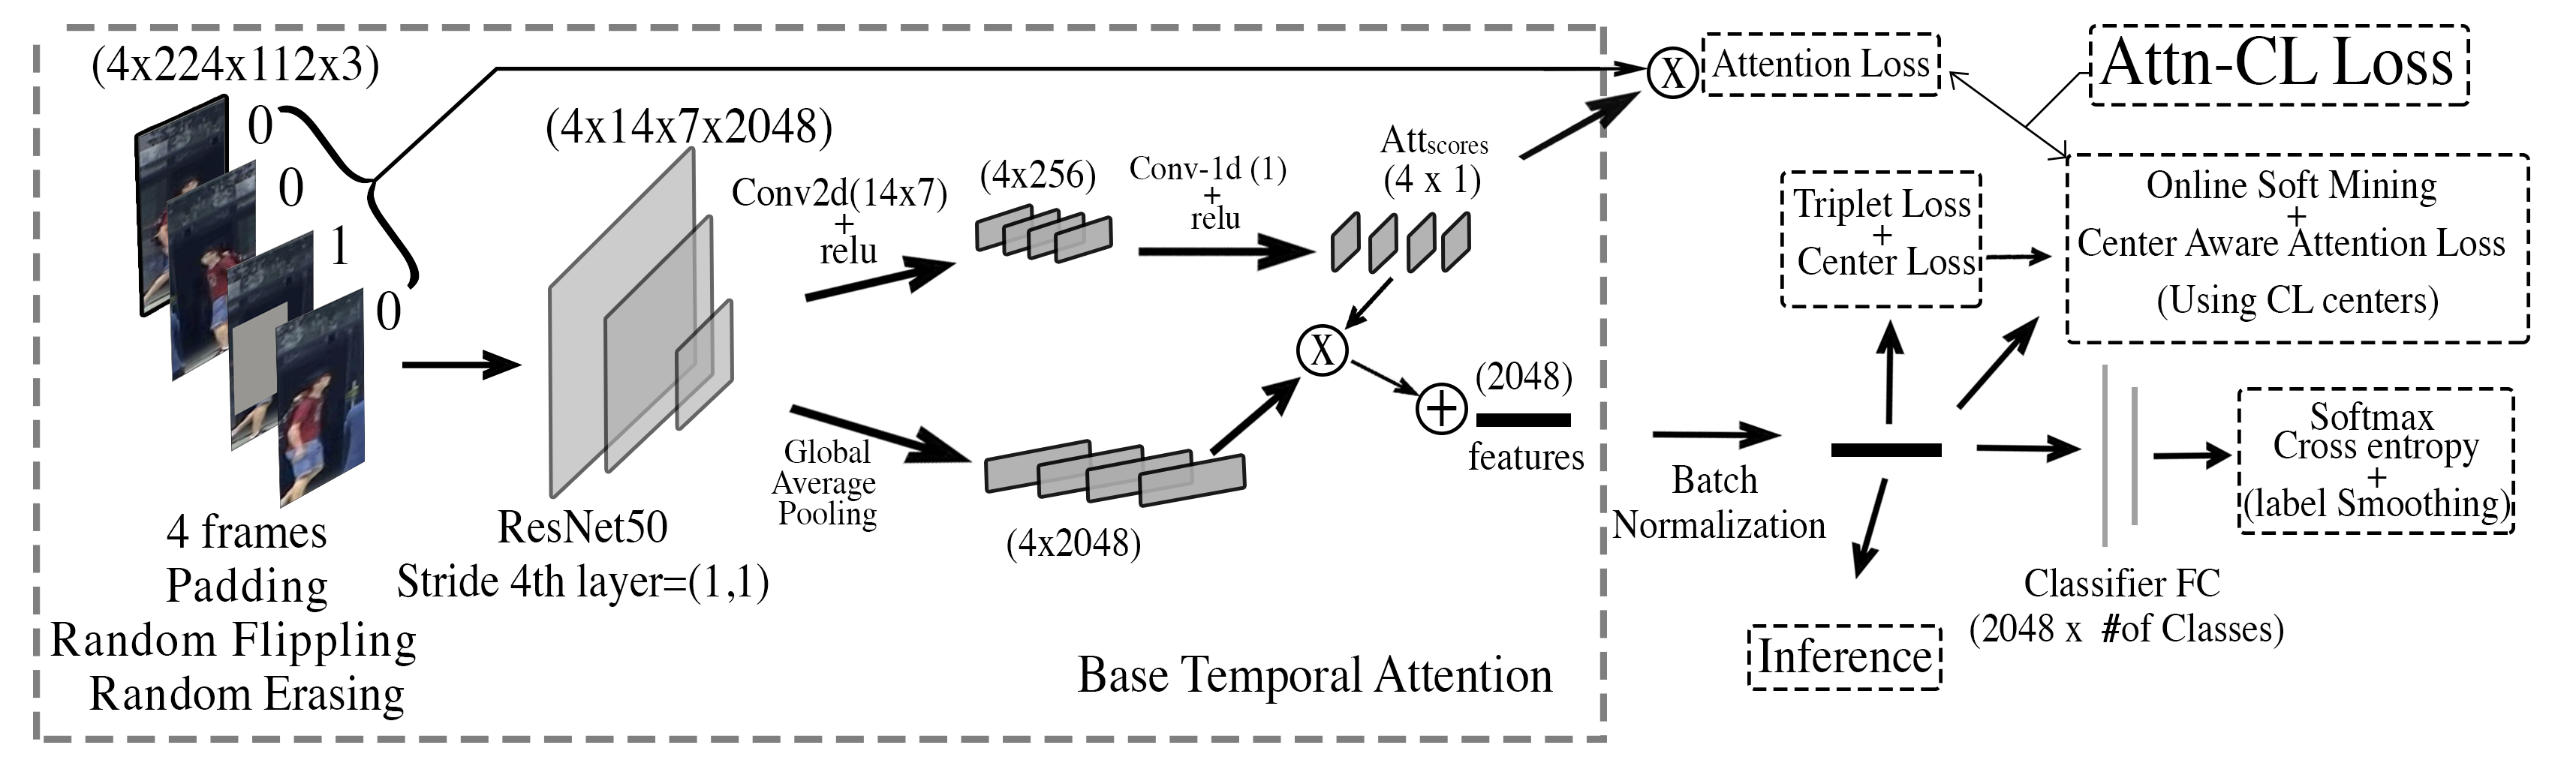 (4x224x112x3)
0
0
1
0
4 frames
Padding
Random Flippling
Random Erasing
(4x14x7x2048)
ResNet50
Stride 4th layer=(1,1)
Conv2d(14x7)
+
relu
(4x256)
Conv-1d (1)
+
relu
Attscores
(4 x 1)
Global
Average
Pooling
(4x2048)
X
+
(2048)
features
Base Temporal Attention
X
Attention Loss
Attn-CL Loss
Batch
Normalization
Triplet Loss
+
Center Loss
Online Soft Mining
+
Center Aware Attention Loss
(Using CL centers)
Inference
Classifier FC
(2048 x #of Classes)
Softmax
Cross entropy
+
(label Smoothing)